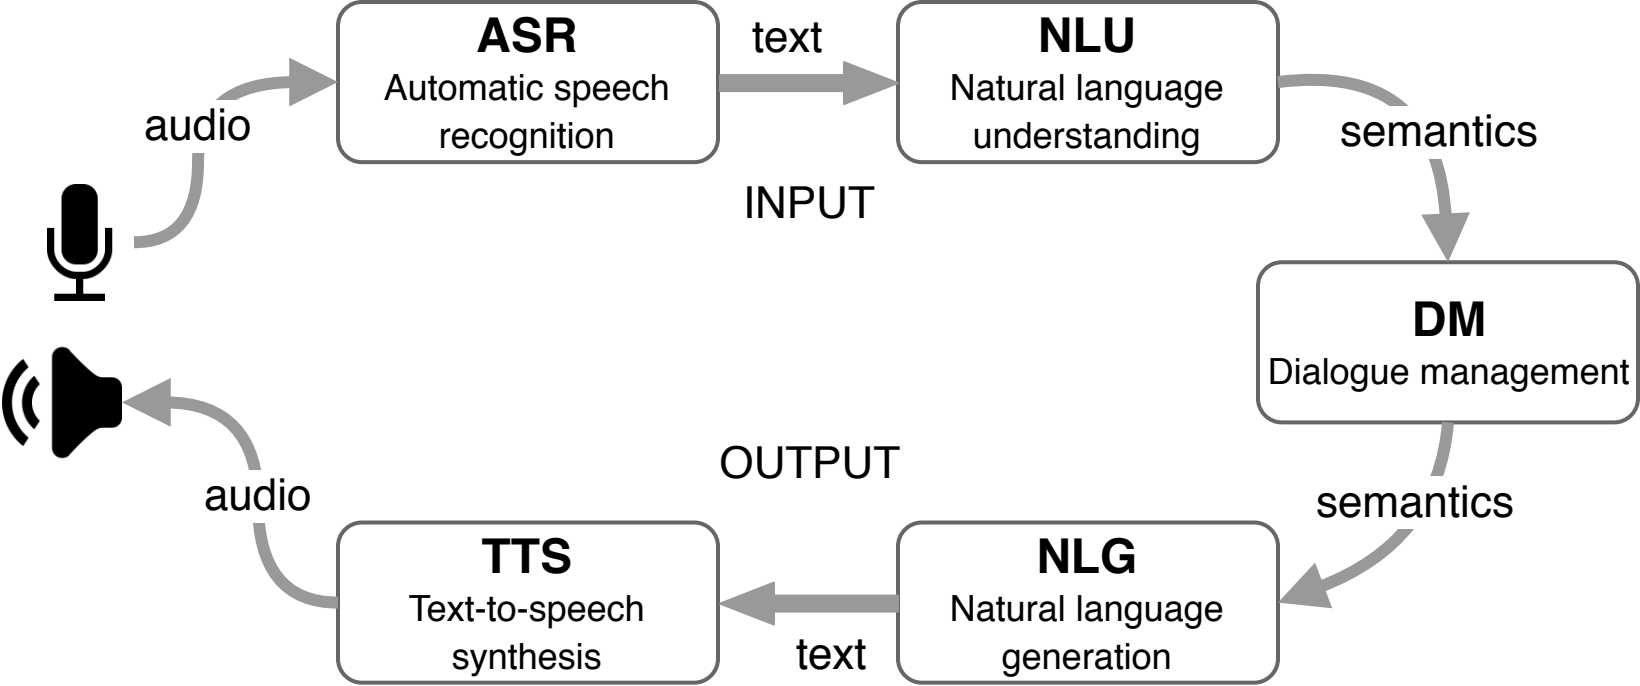 ASR
Automatic speech
recognition
text
NLU
Natural language
understanding
audio
semantics
INPUT
DM
Dialogue management
OUTPUT
audio
semantics
TTS
Text-to-speech
synthesis
text
NLG
Natural language
generation